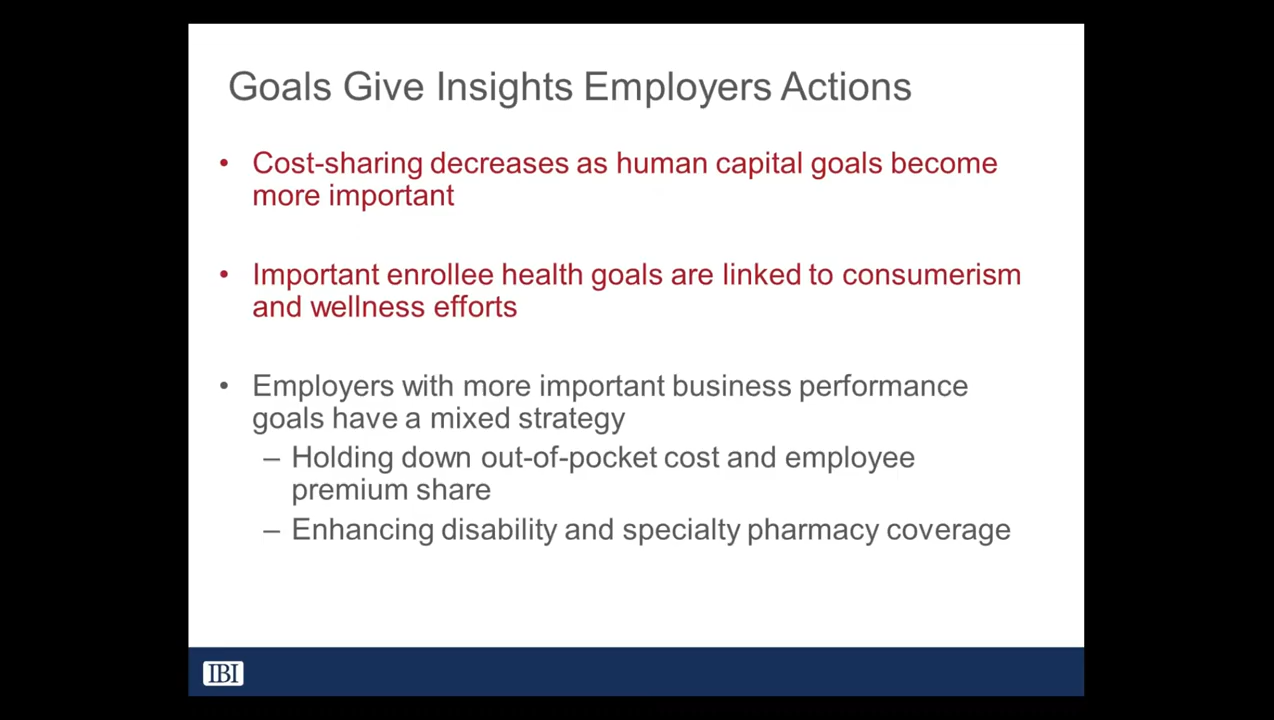 Goals Give Insights Employers Actions
• Cost-sharing decreases as human capital goals become
more important
• Important enrollee health goals are linked to consumerism
and wellness efforts
• Employers with more important business performance
goals have a mixed strategy
– Holding down out-of-pocket cost and employee
premium share
– Enhancing disability and specialty pharmacy coverage
IBI